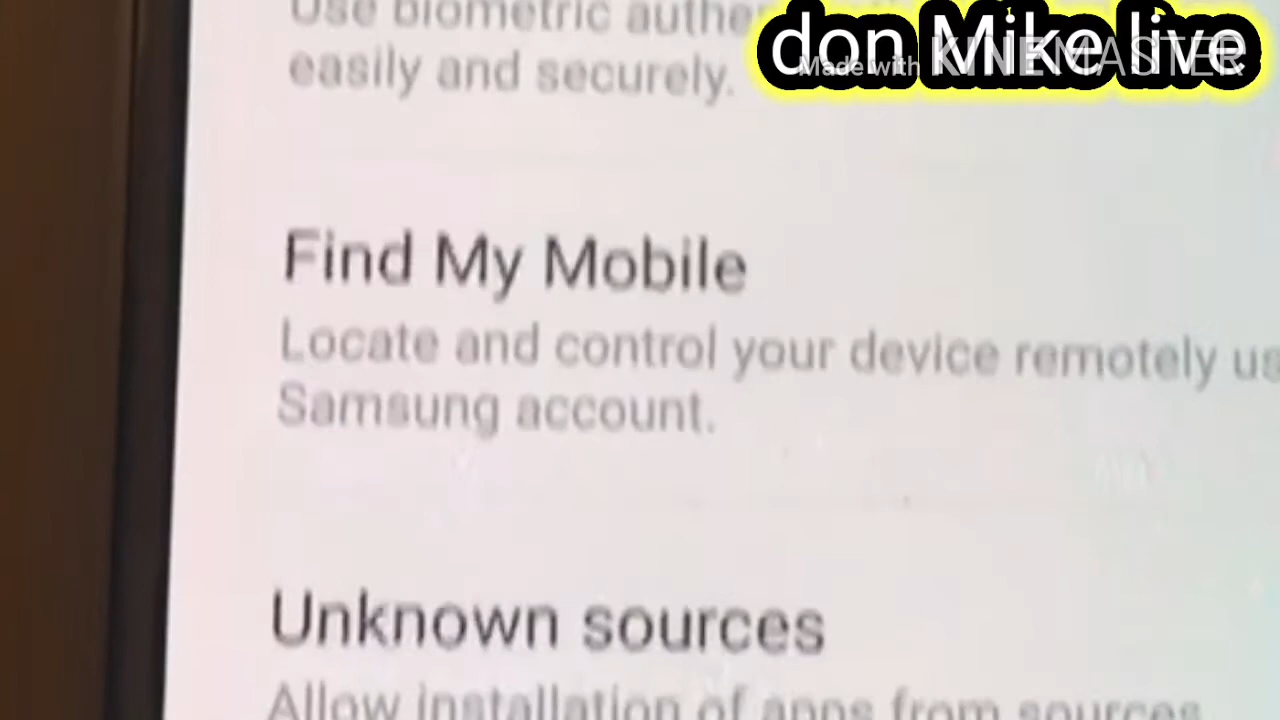 Use biometric authe
easily and securely.
don Mike live
Made with KINEMASTER
Find My Mobile
Locate and control your device remotely us
Samsung account.
Unknown sources
Allow installation of apps from sources